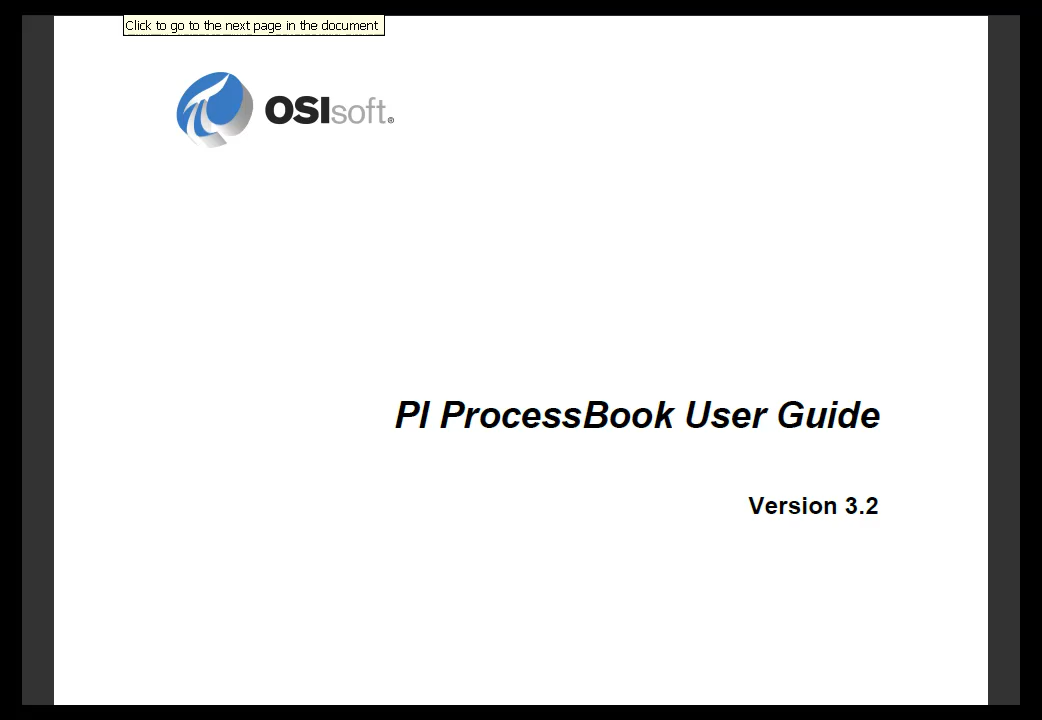 Click to go to the next page in the document
OSIsoft®
PI ProcessBook User Guide
Version 3.2